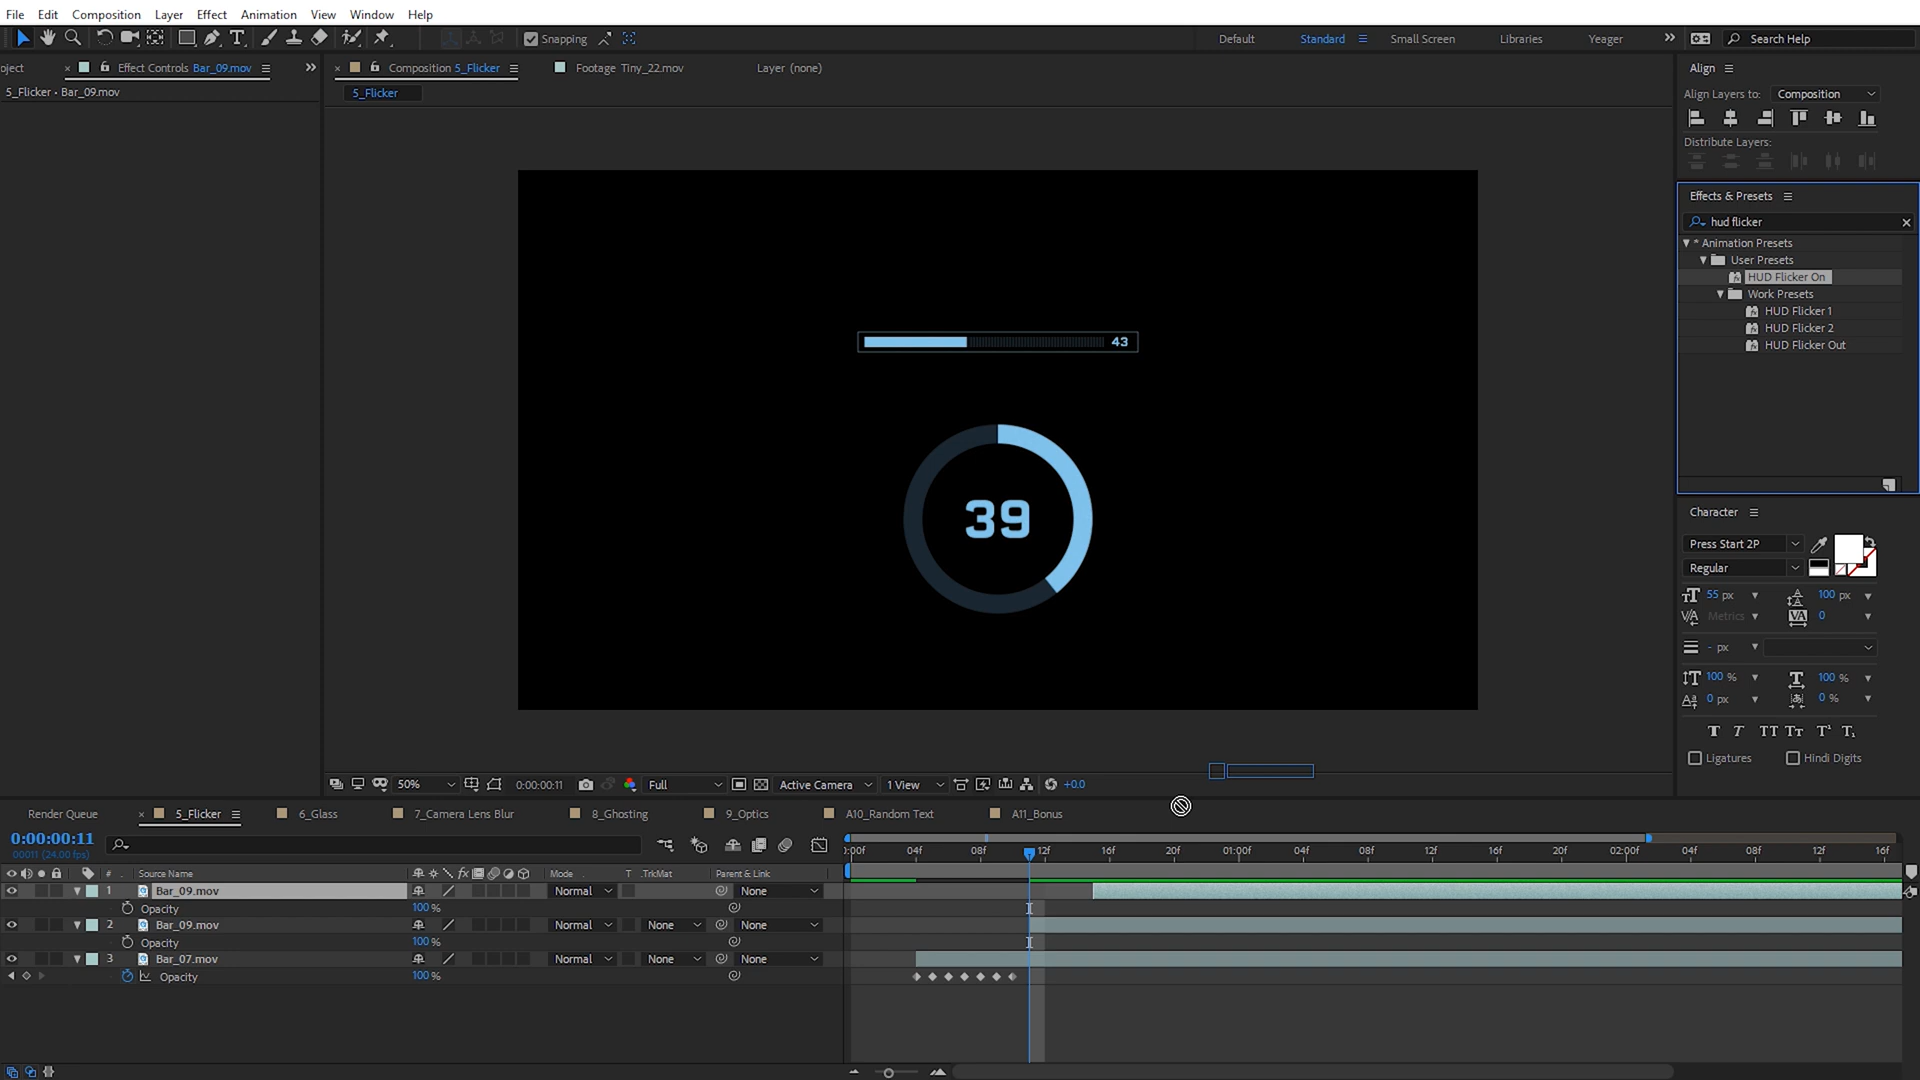 File Edit Composition Layer Effect Animation View Window Help
Snapping Default Standard Small Screen Libraries Yeager Search Help
oject Effect Controls Bar_09.mov
Composition 5_Flicker Footage Tiny_22.mov Layer (none)
5_Flicker • Bar_09.mov
5_Flicker
43
39
Align
Align Layers to: Composition
Distribute Layers:
Effects & Presets
hud flicker
* Animation Presets
User Presets
HUD Flicker On
Work Presets
HUD Flicker 1
HUD Flicker 2
HUD Flicker Out
Character
Press Start 2P
Regular
55 px 100 px
Metrics 0
- px
100 % 100 %
0 px 0 %
T T TT Tт T¹ T₁
Ligatures Hindi Digits
50% 0:00:00:11 Full Active Camera 1 View +0.0
Render Queue 5_Flicker 6_Glass 7_Camera Lens Blur 8_Ghosting 9_Optics A10_Random Text A11_Bonus
0:00:00:11
00011 (24.00 fps)
:00f 04f 08f 12f 16f 20f 01:00f 04f 08f 12f 16f 20f 02:00f 04f 08f 12f 16f
# Source Name Mode T .TrkMat Parent & Link
1 Bar_09.mov Normal None
Opacity 100 %
2 Bar_09.mov Normal None None
Opacity 100 %
3 Bar_07.mov Normal None None
Opacity 100 %